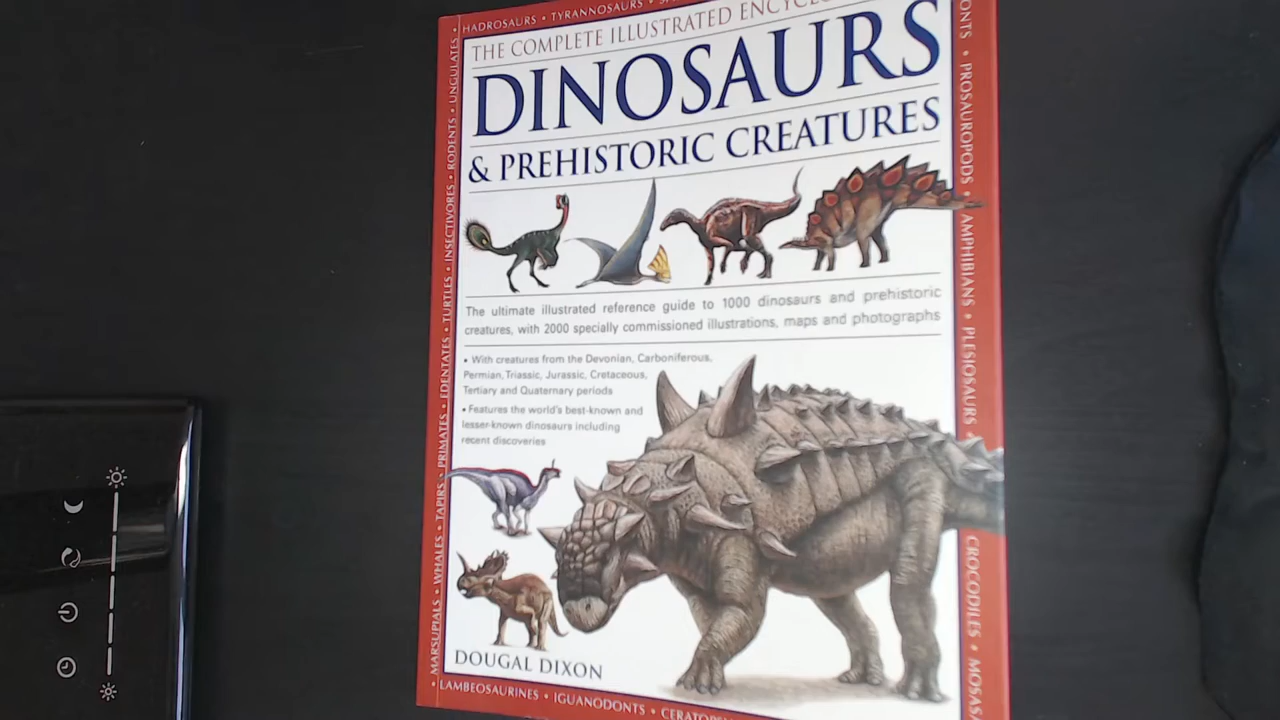 HADROSAURS • TYRANNOSAURS •
THE COMPLETE ILLUSTRATED
DINOSAURS
& PREHISTORIC CREATURES
The ultimate illustrated reference guide to 1000 dinosaurs and prehistoric
creatures, with 2000 specially commissioned illustrations, maps and photographs
• With creatures from the Devonian, Carboniferous,
Permian, Triassic, Jurassic, Cretaceous,
Tertiary and Quaternary periods
• Features the world's best-known and
lesser-known dinosaurs including
recent discoveries
DOUGAL DIXON
• LAMBEOSAURINES • IGUANODONTS •
• MARSUPIALS • WHALES • TAPIRS • PRIMATES • EDENTATES • TURTLES • INSECTIVORES • RODENTS • UNGULATES •
• PROSAUROPODS • AMPHIBIANS • PLESIOSAURS • CROCODILES •